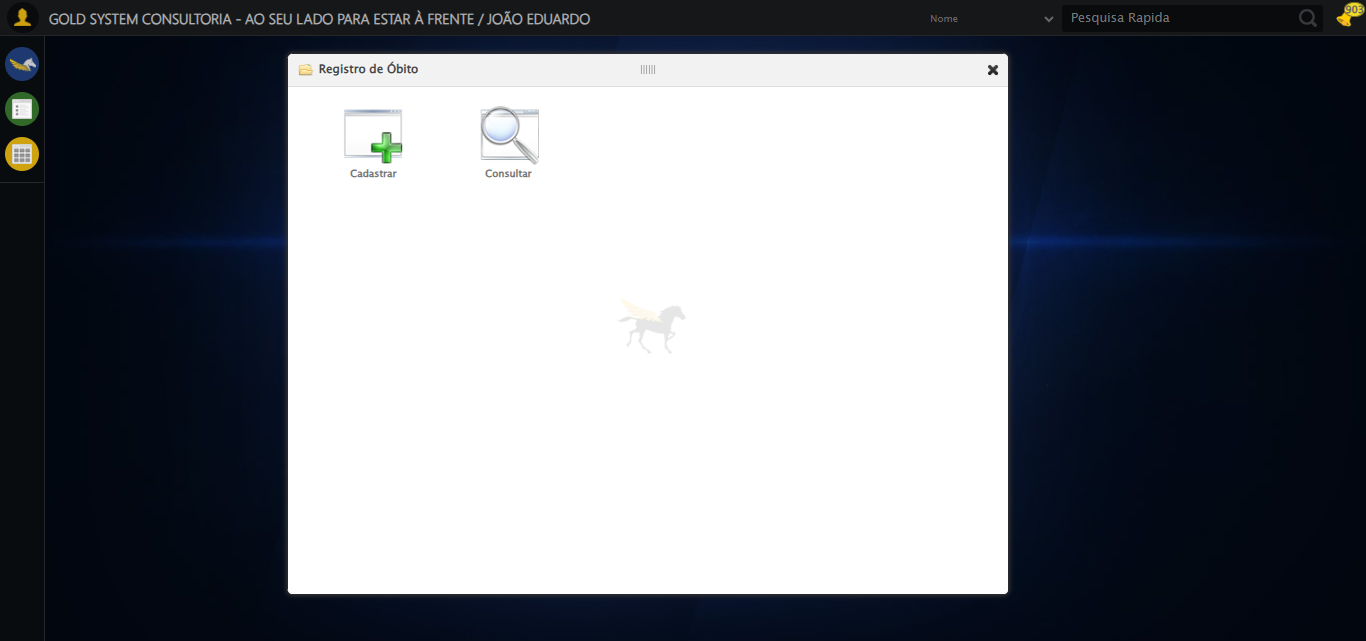 GOLD SYSTEM CONSULTORIA - AO SEU LADO PARA ESTAR À FRENTE / JOÃO EDUARDO
Nome
Pesquisa Rapida
903
Registro de Óbito
Cadastrar
Consultar